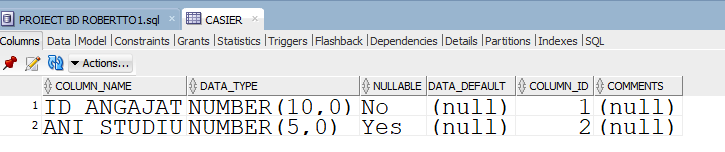 PROIECT BD ROBERTTO1.sql CASIER
Columns Data Model Constraints Grants Statistics Triggers Flashback Dependencies Details Partitions Indexes SQL
Actions...
COLUMN_NAME DATA_TYPE NULLABLE DATA_DEFAULT COLUMN_ID COMMENTS
1 ID_ANGAJAT NUMBER(10,0) No (null) 1 (null)
2 ANI_STUDIU NUMBER(5,0) Yes (null) 2 (null)